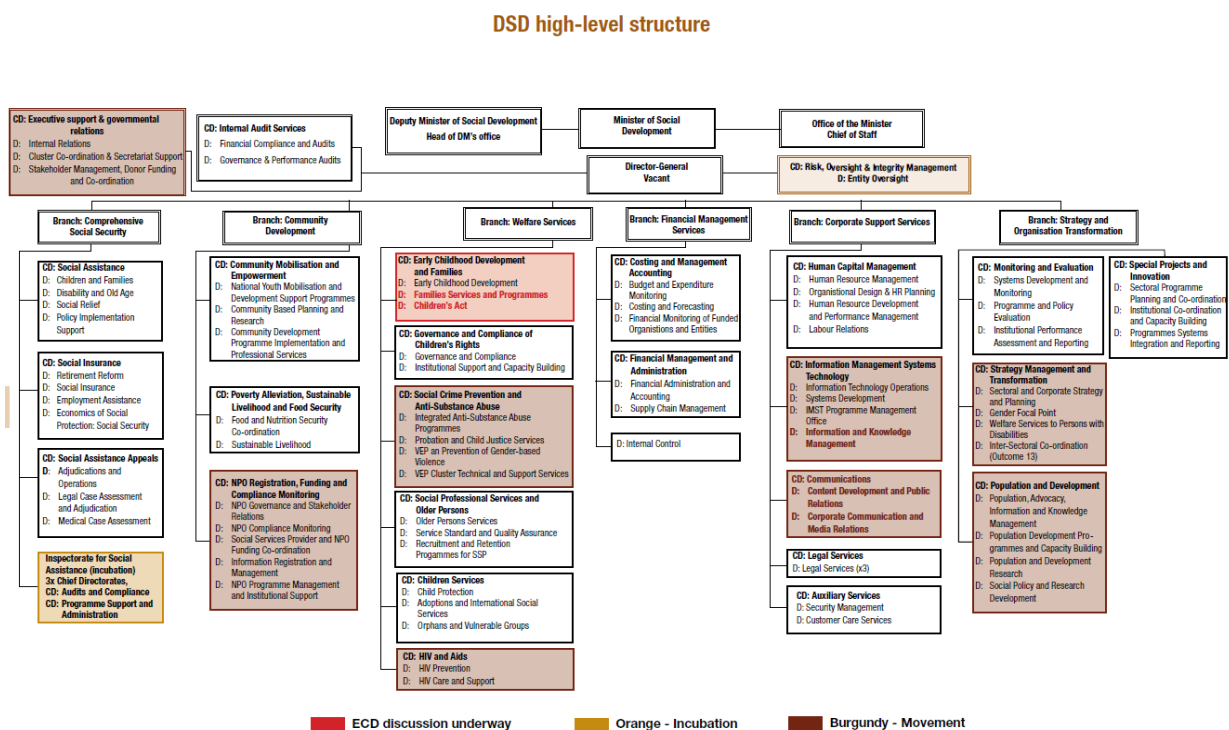 DSD high-level structure
CD: Executive support & governmental
relations
D: Internal Relations
D: Cluster Co-ordination & Secretariat Support
D: Stakeholder Management, Donor Funding
and Co-ordination
CD: Internal Audit Services
D: Financial Compliance and Audits
D: Governance & Performance Audits
Deputy Minister of Social Development
Head of DM's office
Minister of Social
Development
Office of the Minister
Chief of Staff
Director-General
Vacant
CD: Risk, Oversight & Integrity Management
D: Entity Oversight
Branch: Comprehensive
Social Security
CD: Social Assistance
D: Children and Families
D: Disability and Old Age
D: Social Relief
D: Policy Implementation
Support
CD: Social Insurance
D: Retirement Reform
D: Social Insurance
D: Employment Assistance
D: Economics of Social
Protection: Social Security
CD: Social Assistance Appeals
D: Adjudications and
Operations
D: Legal Case Assessment
and Adjudication
D: Medical Case Assessment
Inspectorate for Social
Assistance (incubation)
3x Chief Directorates,
CD: Audits and Compliance
CD: Programme Support and
Administration
Branch: Community
Development
CD: Community Mobilisation and
Empowerment
D: National Youth Mobilisation and
Development Support Programmes
D: Community Based Planning and
Research
D: Community Development
Programme Implementation and
Professional Services
CD: Poverty Alleviation, Sustainable
Livelihood and Food Security
D: Food and Nutrition Security
Co-ordination
D: Sustainable Livelihood
CD: NPO Registration, Funding and
Compliance Monitoring
D: NPO Governance and Stakeholder
Relations
D: NPO Compliance Monitoring
D: Social Services Provider and NPO
Funding Co-ordination
D: Information Registration and
Management
D: NPO Programme Management
and Institutional Support
Branch: Welfare Services
CD: Early Childhood Development
and Families
D: Early Childhood Development
D: Families Services and Programmes
D: Children's Act
CD: Governance and Compliance of
Children's Rights
D: Governance and Compliance
D: Institutional Support and Capacity Building
CD: Social Crime Prevention and
Anti-Substance Abuse
D: Integrated Anti-Substance Abuse
Programmes
D: Probation and Child Justice Services
D: VEP an Prevention of Gender-based
Violence
D: VEP Cluster Technical and Support Services
CD: Social Professional Services and
Older Persons
D: Older Persons Services
D: Service Standard and Quality Assurance
D: Recruitment and Retention
Progammes for SSP
CD: Children Services
D: Child Protection
D: Adoptions and International Social
Services
D: Orphans and Vulnerable Groups
CD: HIV and Aids
D: HIV Prevention
D: HIV Care and Support
Branch: Financial Management
Services
CD: Costing and Management
Accounting
D: Budget and Expenditure
Monitoring
D: Costing and Forecasting
D: Financial Monitoring of Funded
Organistions and Entities
CD: Financial Management and
Administration
D: Financial Administration and
Accounting
D: Supply Chain Management
D: Internal Control
Branch: Corporate Support Services
CD: Human Capital Management
D: Human Resource Management
D: Organistional Design & HR Planning
D: Human Resource Development
and Performance Management
D: Labour Relations
CD: Information Management Systems
Technology
D: Information Technology Operations
D: Systems Development
D: IMST Programme Management
Office
D: Information and Knowledge
Management
CD: Communications
D: Content Development and Public
Relations
D: Corporate Communication and
Media Relations
CD: Legal Services
D: Legal Services (x3)
CD: Auxiliary Services
D: Security Management
D: Customer Care Services
Branch: Strategy and
Organisation Transformation
CD: Monitoring and Evaluation
D: Systems Development and
Monitoring
D: Programme and Policy
Evaluation
D: Institutional Performance
Assessment and Reporting
CD: Special Projects and
Innovation
D: Sectoral Programme
Planning and Co-ordination
D: Institutional Co-ordination
and Capacity Building
D: Programmes Systems
Integration and Reporting
CD: Strategy Management and
Transformation
D: Sectoral and Corporate Strategy
and Planning
D: Gender Focal Point
D: Welfare Services to Persons with
Disabilities
D: Inter-Sectoral Co-ordination
(Outcome 13)
CD: Population and Development
D: Population, Advocacy,
Information and Knowledge
Management
D: Population Development Pro-
grammes and Capacity Building
D: Population and Development
Research
D: Social Policy and Research
Development
ECD discussion underway
Orange - Incubation
Burgundy - Movement